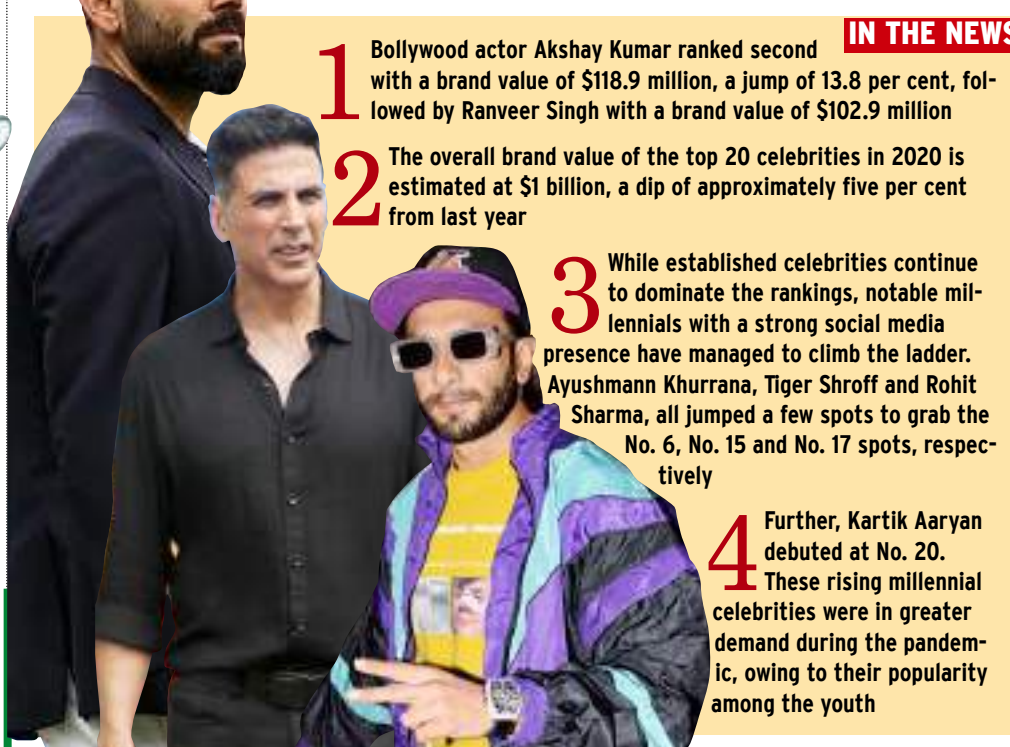 IN THE NEWS
1 Bollywood actor Akshay Kumar ranked second
with a brand value of $118.9 million, a jump of 13.8 per cent, fol-
lowed by Ranveer Singh with a brand value of $102.9 million
2 The overall brand value of the top 20 celebrities in 2020 is
estimated at $1 billion, a dip of approximately five per cent
from last year
3 While established celebrities continue
to dominate the rankings, notable mil-
lennials with a strong social media
presence have managed to climb the ladder.
Ayushmann Khurrana, Tiger Shroff and Rohit
Sharma, all jumped a few spots to grab the
No. 6, No. 15 and No. 17 spots, respec-
tively
4 Further, Kartik Aaryan
debuted at No. 20.
These rising millennial
celebrities were in greater
demand during the pandem-
ic, owing to their popularity
among the youth